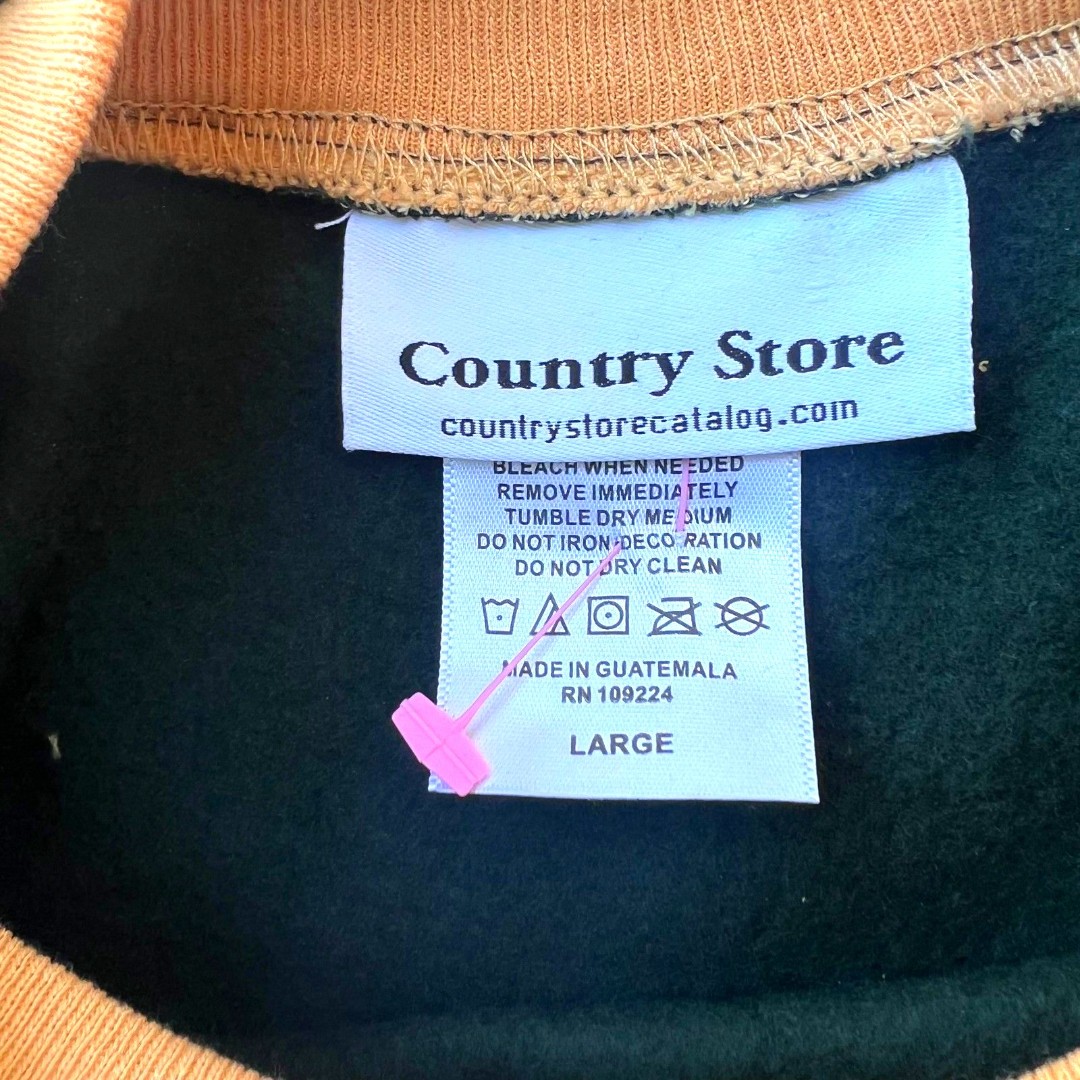 Country Store
countrystorecatalog.com
BLEACH WHEN NEEDED
REMOVE IMMEDIATELY
TUMBLE DRY MEDIUM
DO NOT IRON DECORATION
DO NOT DRY CLEAN
MADE IN GUATEMALA
RN 109224
LARGE